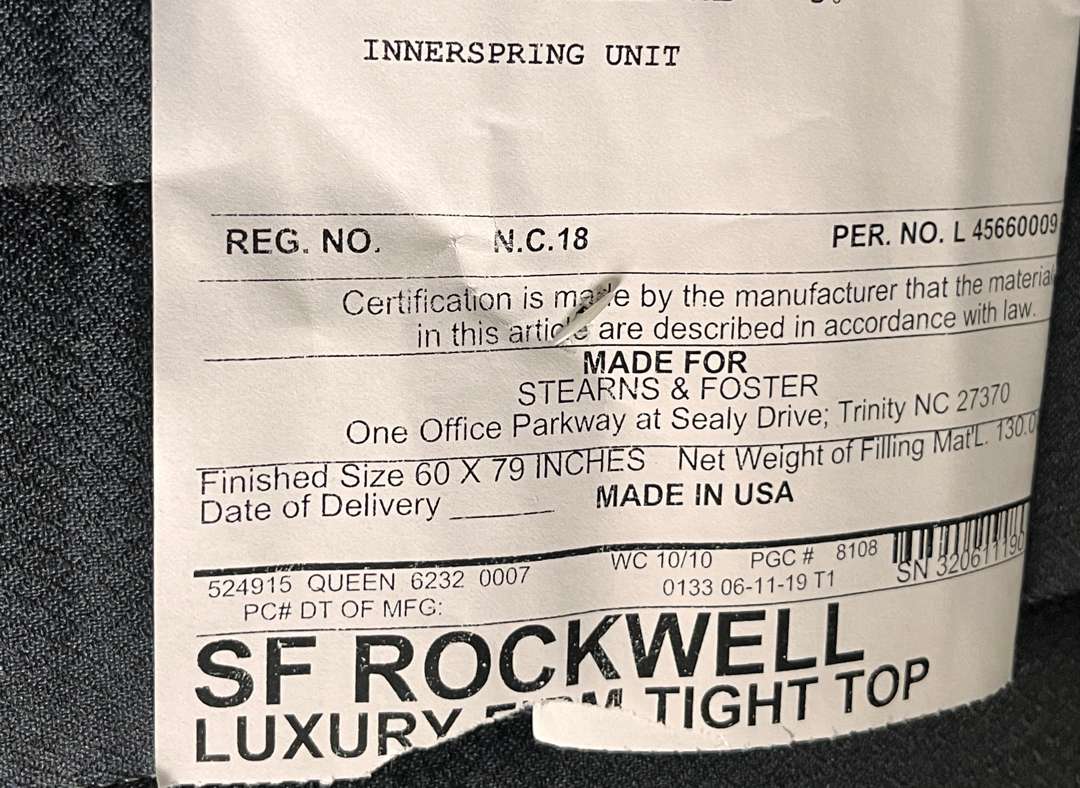 INNERSPRING UNIT
REG. NO. N.C.18 PER. NO. L 45660009
Certification is made by the manufacturer that the material
in this article are described in accordance with law.
MADE FOR
STEARNS & FOSTER
One Office Parkway at Sealy Drive; Trinity NC 27370
Finished Size 60 X 79 INCHES Net Weight of Filling Mat'L. 130.0
Date of Delivery MADE IN USA
524915 QUEEN 6232 0007 WC 10/10 PGC # 8108
PC# DT OF MFG: 0133 06-11-19 T1 SN 320611190
SF ROCKWELL
LUXURY FIRM TIGHT TOP